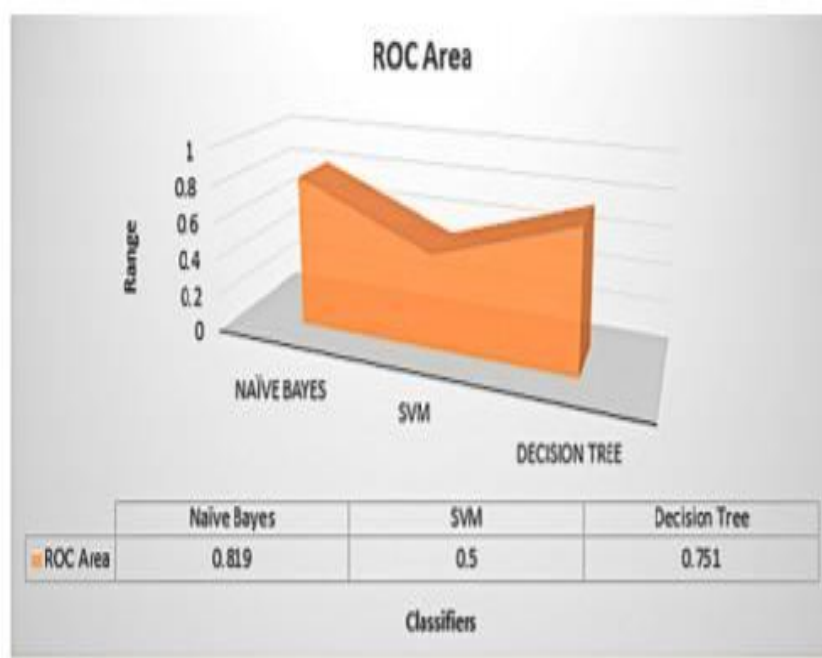 ROC Area
1
0.8
0.6
0.4
0.2
0
Range
NAÏVE BAYES
SVM
DECISION TREE
Naïve Bayes SVM Decision Tree
ROC Area 0.819 0.5 0.751
Classifiers